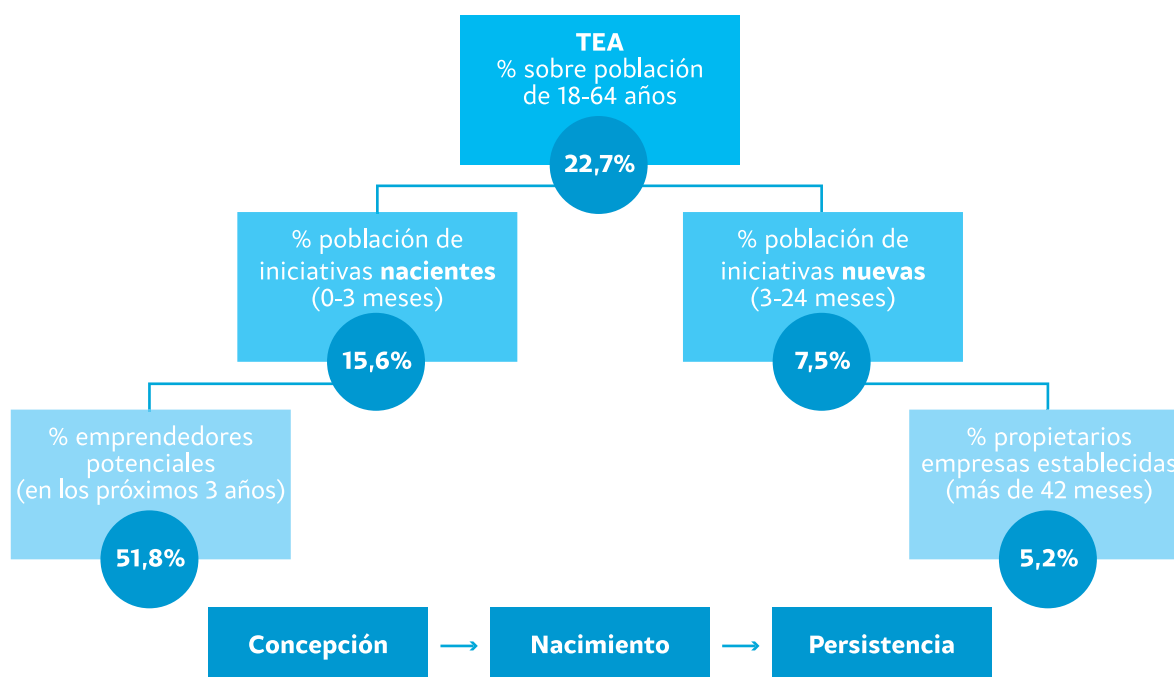 TEA
% sobre población
de 18-64 años
22,7%
% población de
iniciativas nacientes
(0-3 meses)
15,6%
% población de
iniciativas nuevas
(3-24 meses)
7,5%
% emprendedores
potenciales
(en los próximos 3 años)
51,8%
% propietarios
empresas establecidas
(más de 42 meses)
5,2%
Concepción → Nacimiento → Persistencia